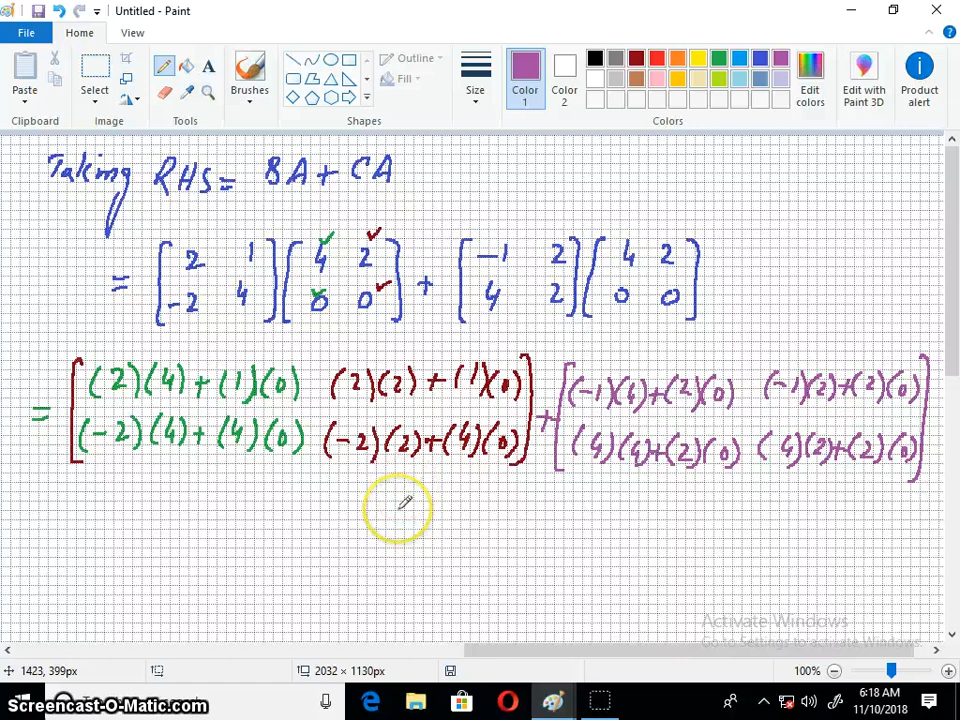 Untitled - Paint
File Home View
Paste Select Brushes Outline Fill Size Color 1 Color 2 Edit colors Edit with Paint 3D Product alert
Clipboard Image Tools Shapes Colors
Taking RHS = BA + CA
= [ 2 1 ] [ 4 2 ] + [ -1 2 ] [ 4 2 ]
[ -2 4 ] [ 0 0 ] [ 4 2 ] [ 0 0 ]
= [ (2)(4)+(1)(0) (2)(2)+(1)(0) ] + [ (-1)(4)+(2)(0) (-1)(2)+(2)(0) ]
[ (-2)(4)+(4)(0) (-2)(2)+(4)(0) ] [ (4)(4)+(2)(0) (4)(2)+(2)(0) ]
Activate Windows
Go to Settings to activate Windows.
1423, 399px 2032 × 1130px 100%
Screencast-O-Matic.com
6:18 AM
11/10/2018